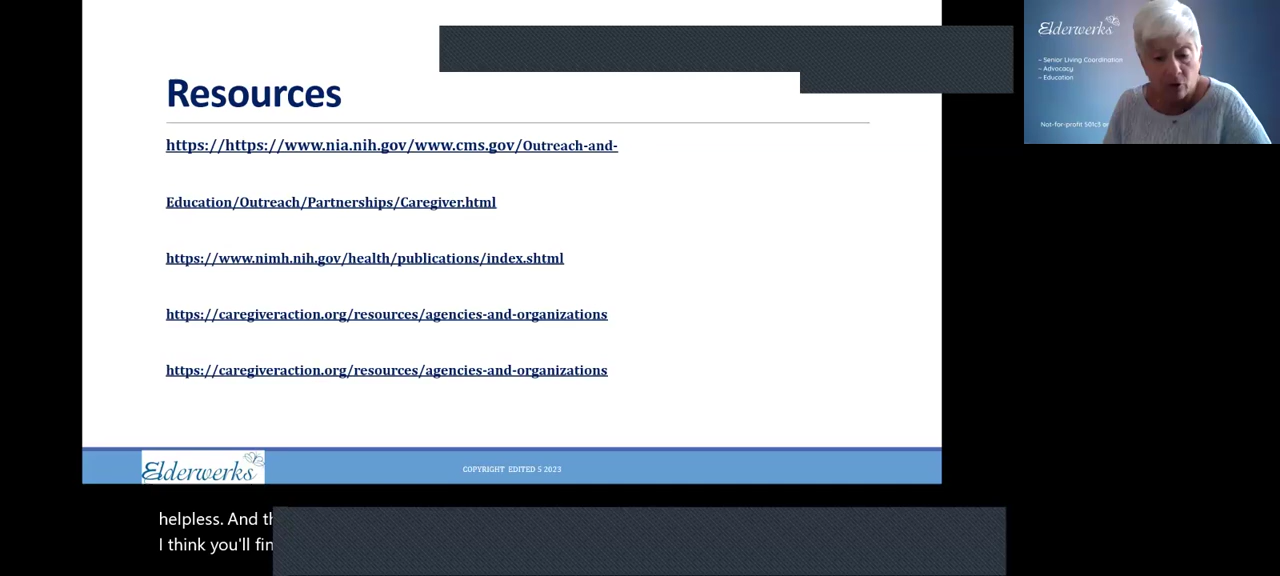 Resources
https://https://www.nia.nih.gov/www.cms.gov/Outreach-and-
Education/Outreach/Partnerships/Caregiver.html
https://www.nimh.nih.gov/health/publications/index.shtml
https://caregiveraction.org/resources/agencies-and-organizations
https://caregiveraction.org/resources/agencies-and-organizations
Elderwerks
COPYRIGHT EDITED S 2023
Elderwerks
– Senior Living Coordination
– Advocacy
– Education
Not-for-profit 501c3
helpless. And
I think you'll